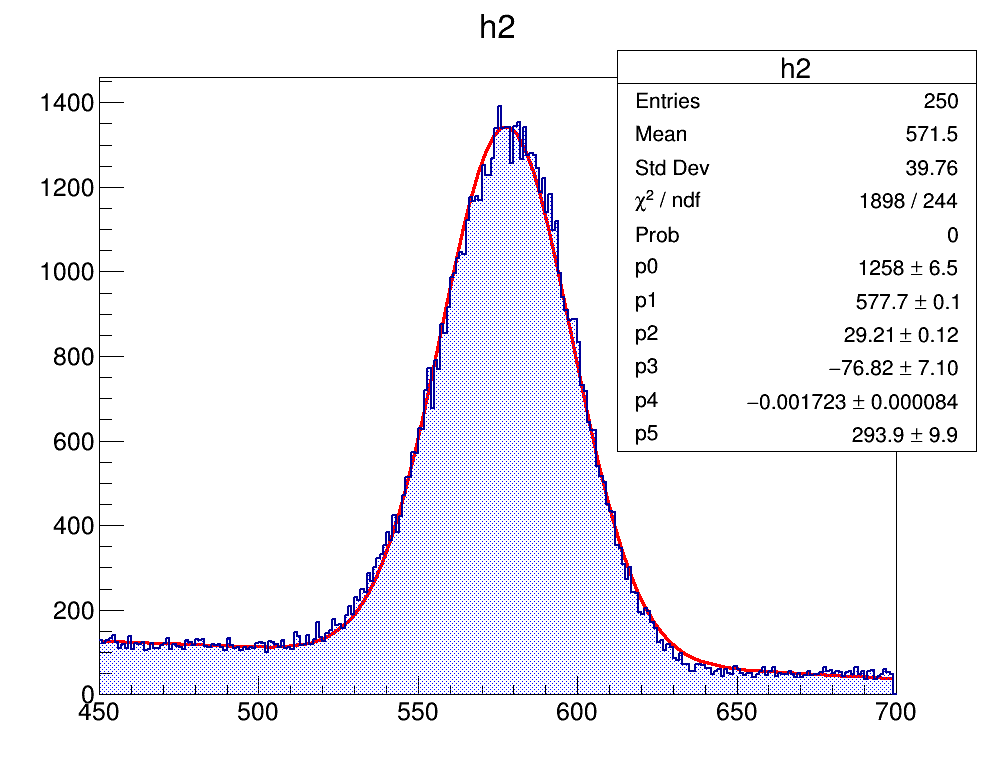 h2
h2
Entries 250
Mean 571.5
Std Dev 39.76
χ² / ndf 1898 / 244
Prob 0
p0 1258 ± 6.5
p1 577.7 ± 0.1
p2 29.21 ± 0.12
p3 −76.82 ± 7.10
p4 −0.001723 ± 0.000084
p5 293.9 ± 9.9
1400
1200
1000
800
600
400
200
0
450 500 550 600 650 700